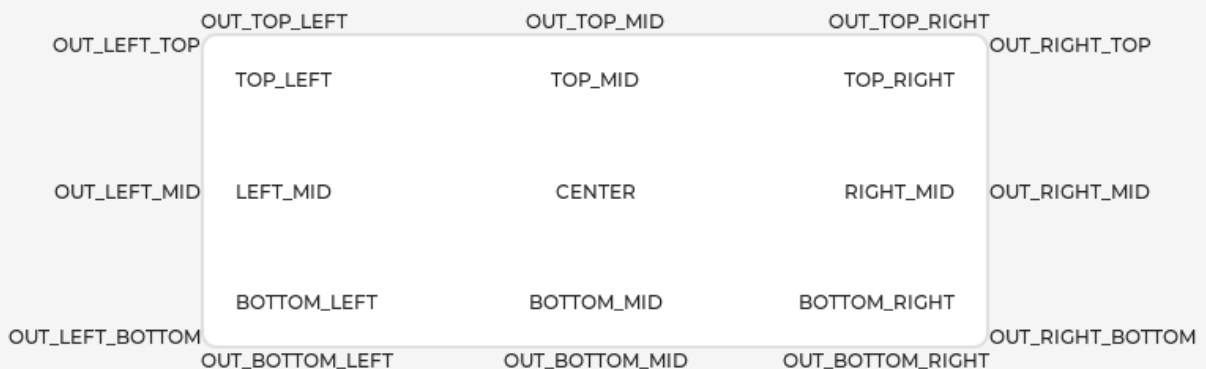 OUT_TOP_LEFT OUT_TOP_MID OUT_TOP_RIGHT
OUT_LEFT_TOP OUT_RIGHT_TOP
TOP_LEFT TOP_MID TOP_RIGHT
OUT_LEFT_MID LEFT_MID CENTER RIGHT_MID OUT_RIGHT_MID
BOTTOM_LEFT BOTTOM_MID BOTTOM_RIGHT
OUT_LEFT_BOTTOM OUT_RIGHT_BOTTOM
OUT_BOTTOM_LEFT OUT_BOTTOM_MID OUT_BOTTOM_RIGHT